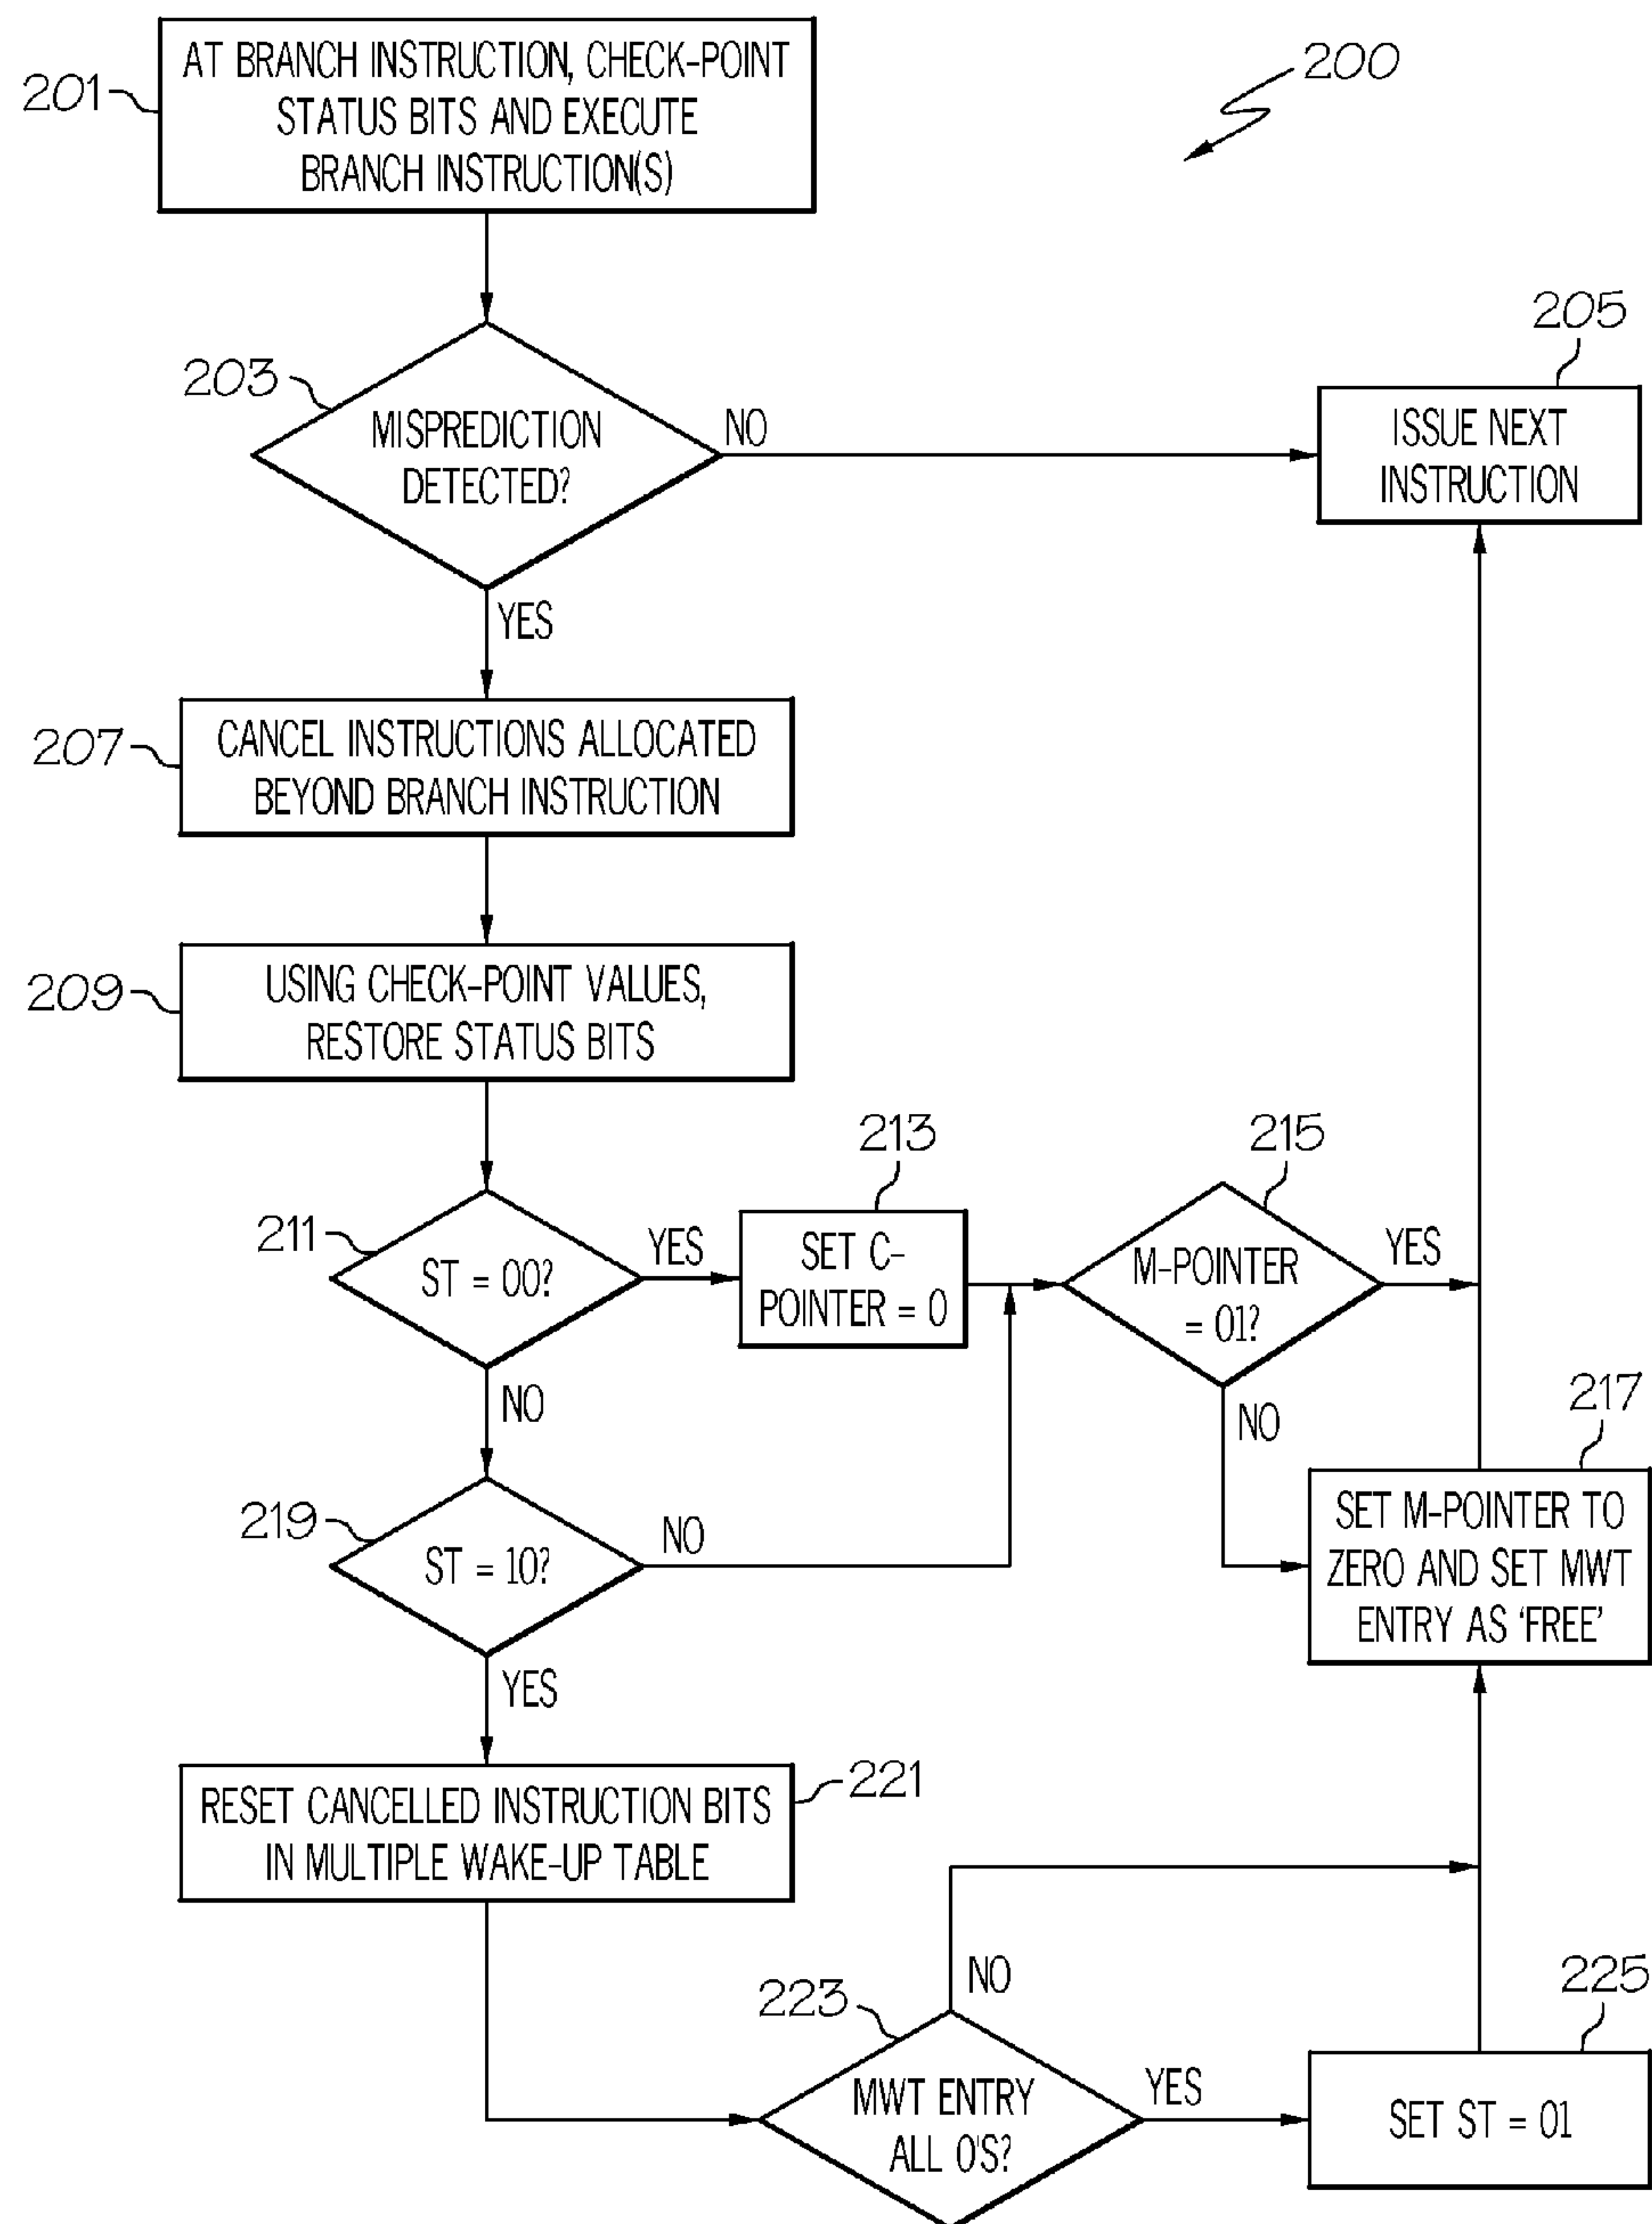 AT BRANCH INSTRUCTION, CHECK-POINT
STATUS BITS AND EXECUTE
BRANCH INSTRUCTION(S)
201
200
203
MISPREDICTION
DETECTED?
NO
YES
205
ISSUE NEXT
INSTRUCTION
207
CANCEL INSTRUCTIONS ALLOCATED
BEYOND BRANCH INSTRUCTION
209
USING CHECK-POINT VALUES,
RESTORE STATUS BITS
211
ST = 00?
YES
NO
213
SET C-
POINTER = 0
215
M-POINTER
= 01?
YES
NO
217
SET M-POINTER TO
ZERO AND SET MWT
ENTRY AS 'FREE'
219
ST = 10?
NO
YES
221
RESET CANCELLED INSTRUCTION BITS
IN MULTIPLE WAKE-UP TABLE
223
MWT ENTRY
ALL 0'S?
NO
YES
225
SET ST = 01